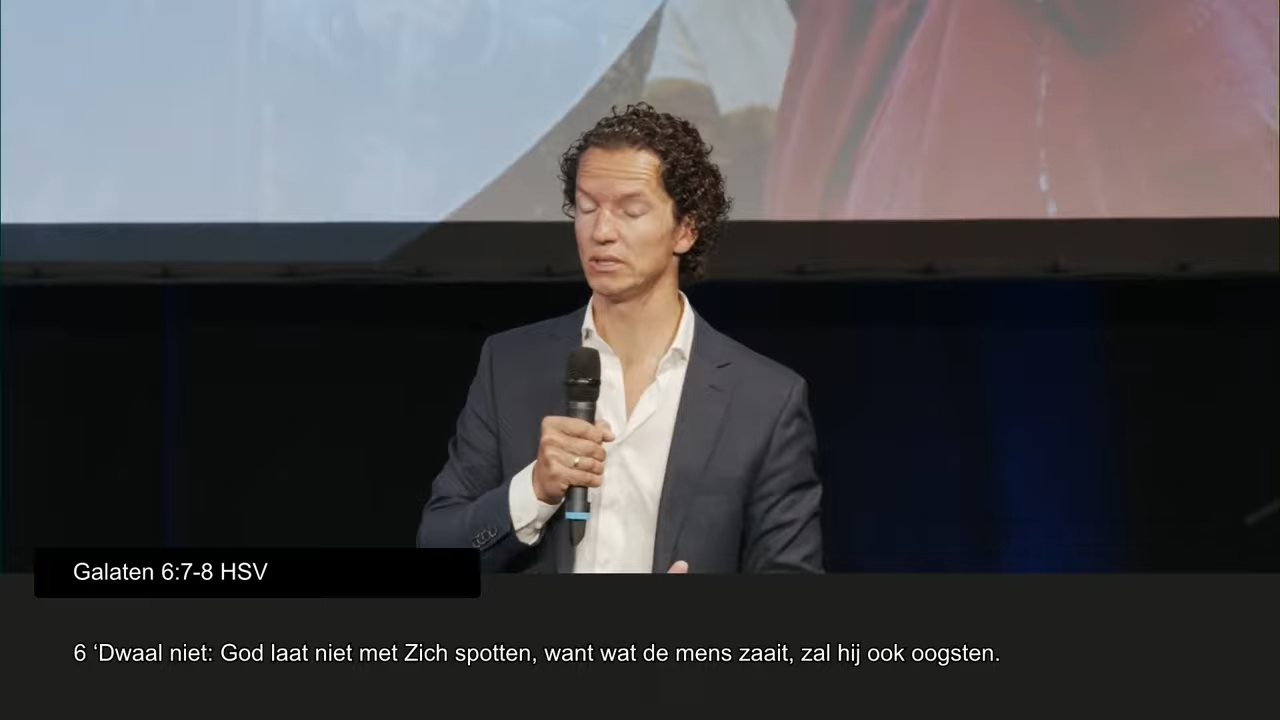 Galaten 6:7-8 HSV
6 ‘Dwaal niet: God laat niet met Zich spotten, want wat de mens zaait, zal hij ook oogsten.